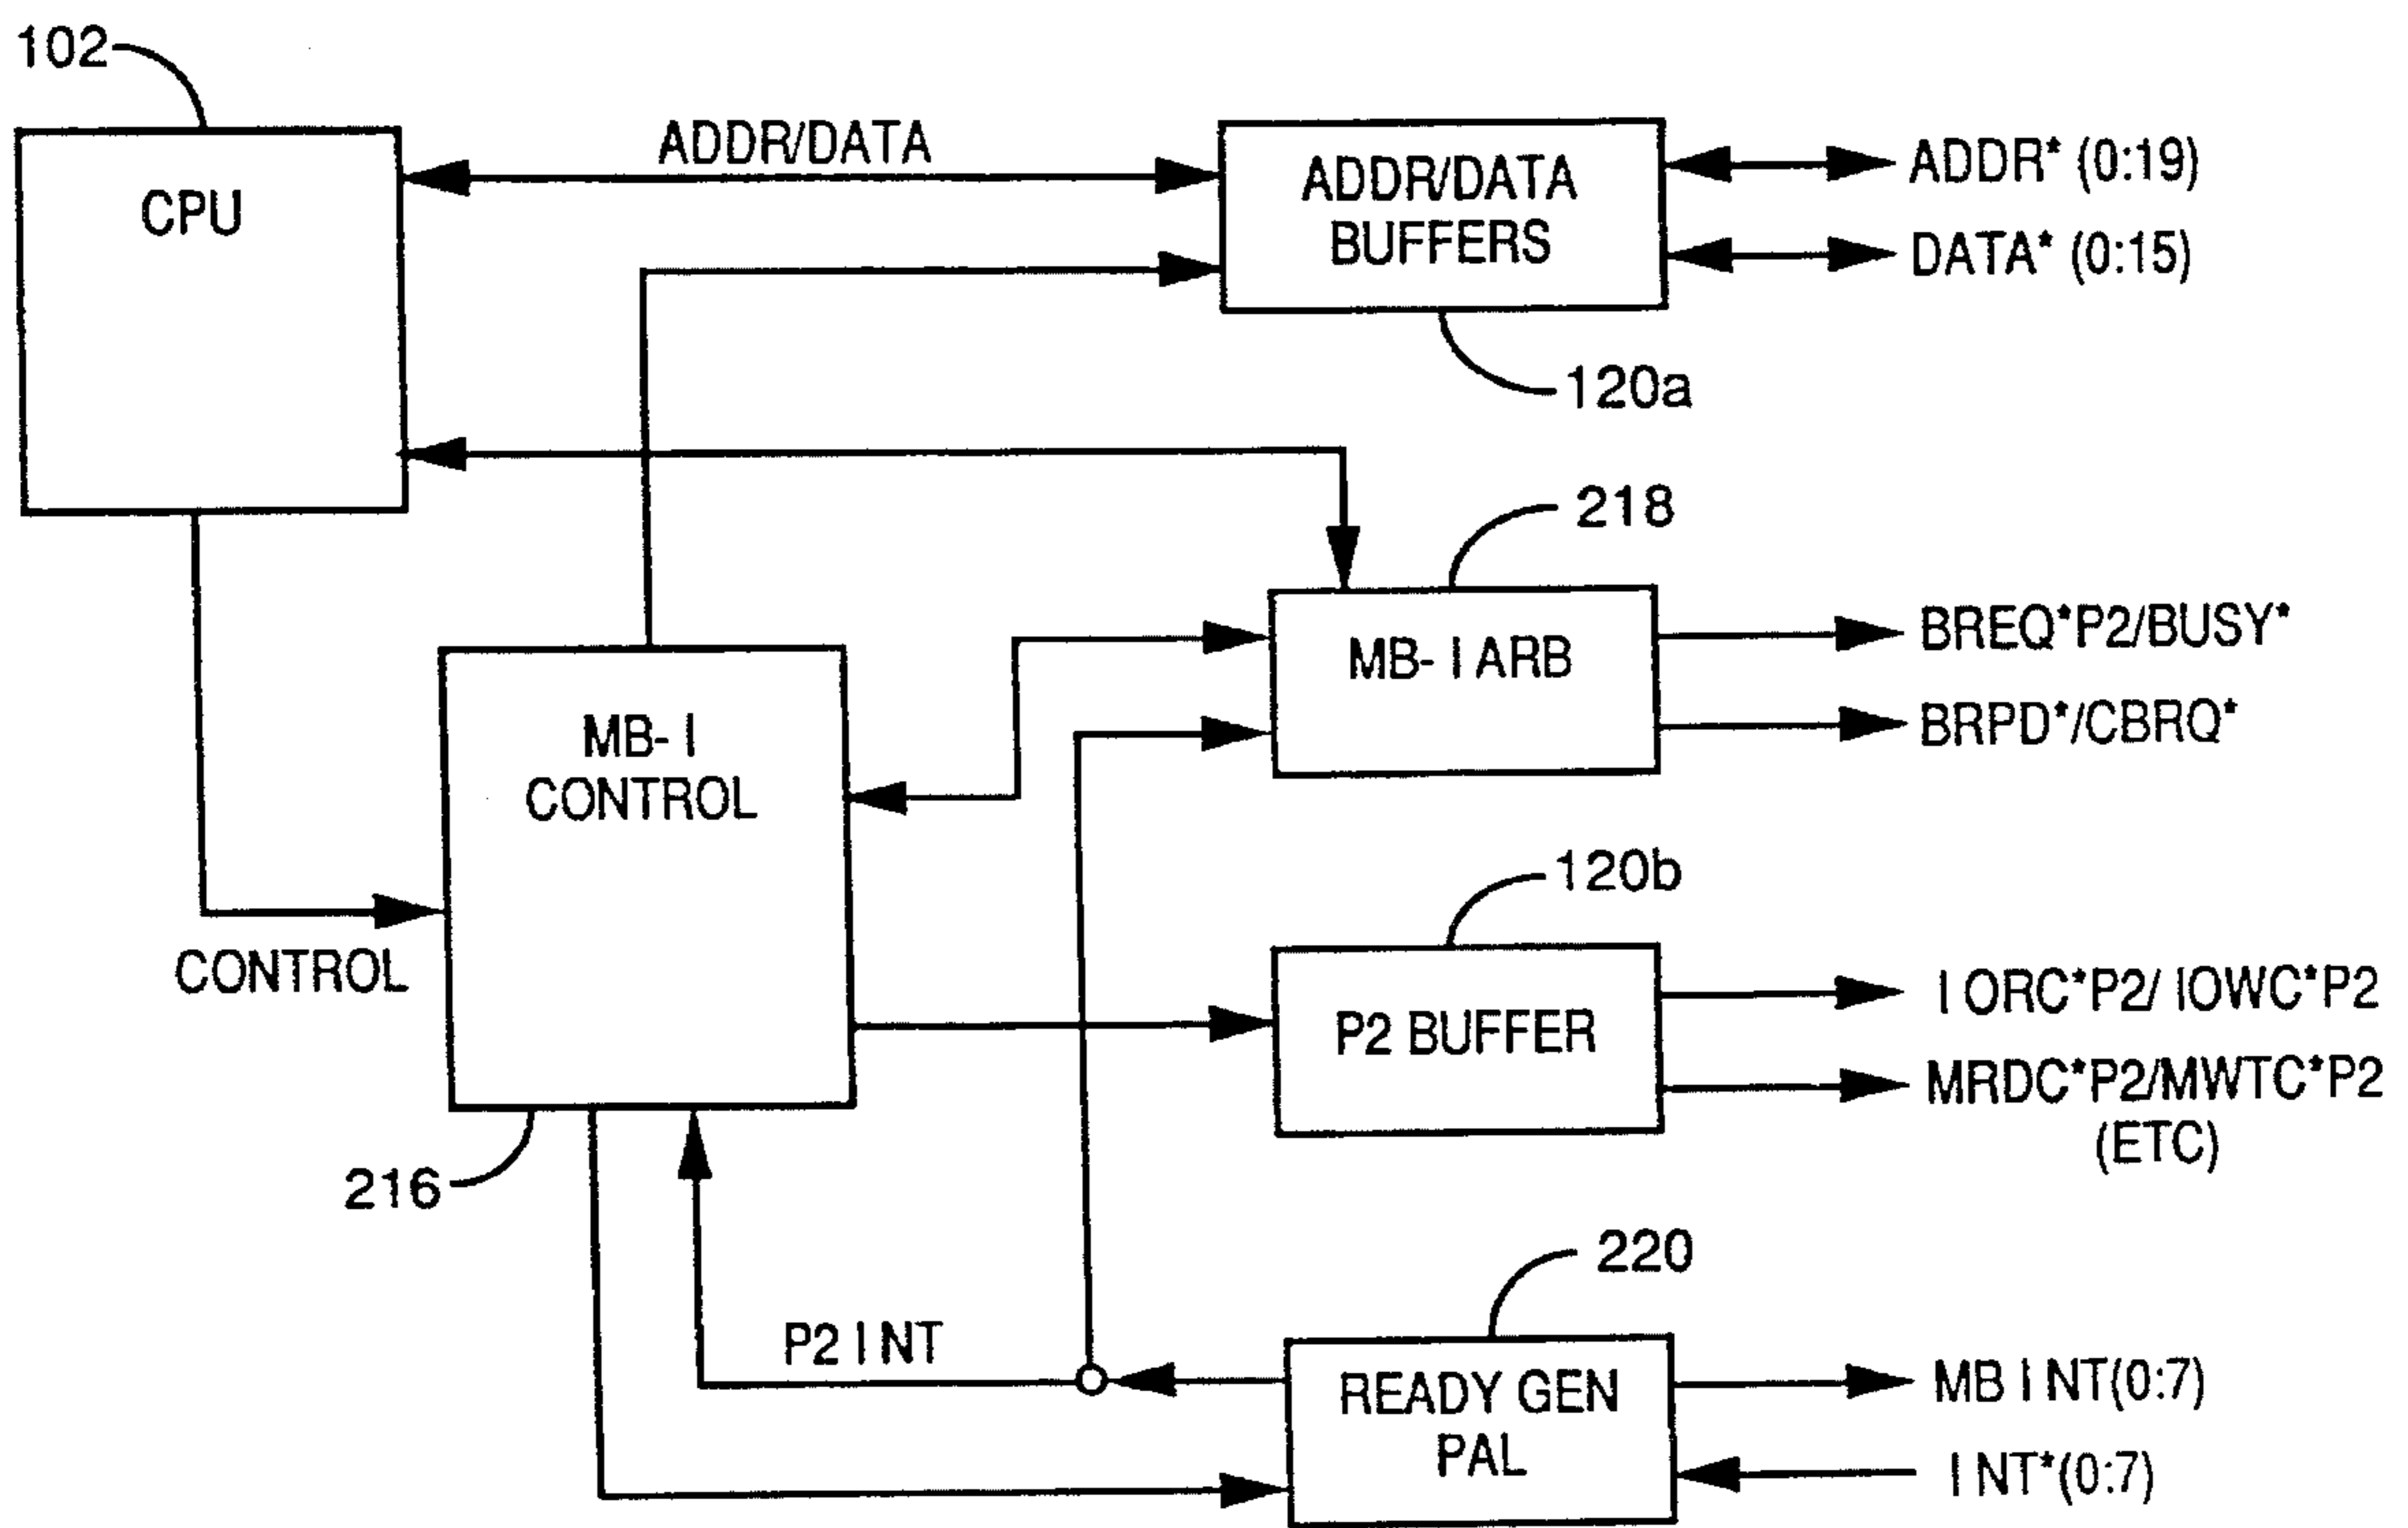 102
CPU
ADDR/DATA
ADDR/DATA
BUFFERS
ADDR* (0:19)
DATA* (0:15)
120a
218
MB- I ARB
BREQ*P2/BUSY*
BRPD*/CBRQ*
MB- I
CONTROL
CONTROL
120b
P2 BUFFER
I ORC*P2/ IOWC*P2
MRDC*P2/MWTC*P2
(ETC)
216
220
P2 I NT
READY GEN
PAL
MB I NT(0:7)
I NT*(0:7)